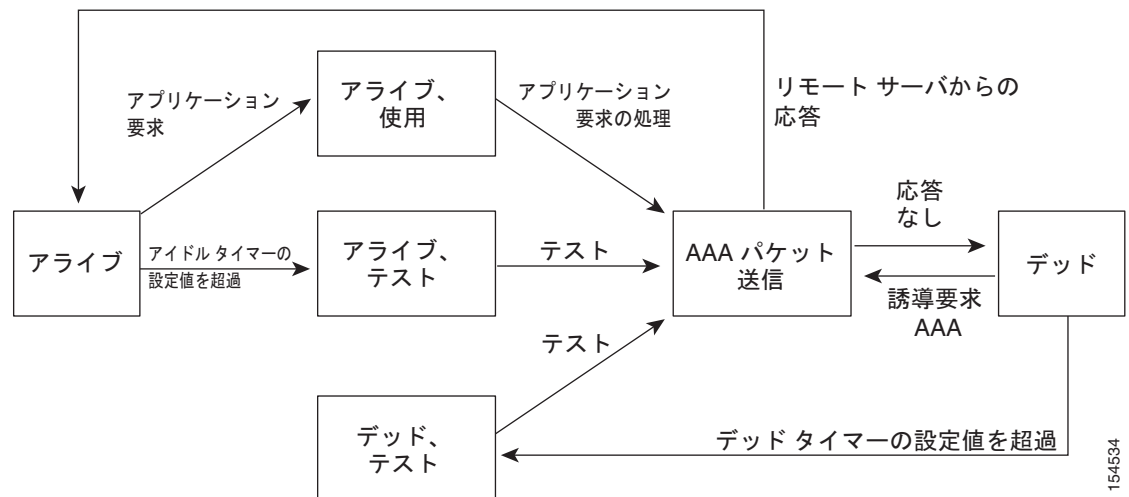 アプリケーション
要求
アライブ、
使用
アプリケーション
要求の処理
リモート サーバからの
応答
アライブ
アイドル タイマーの
設定値を超過
アライブ、
テスト
テスト
AAA パケット
送信
応答
なし
誘導要求
AAA
デッド
テスト
デッド、
テスト
デッド タイマーの設定値を超過
154534